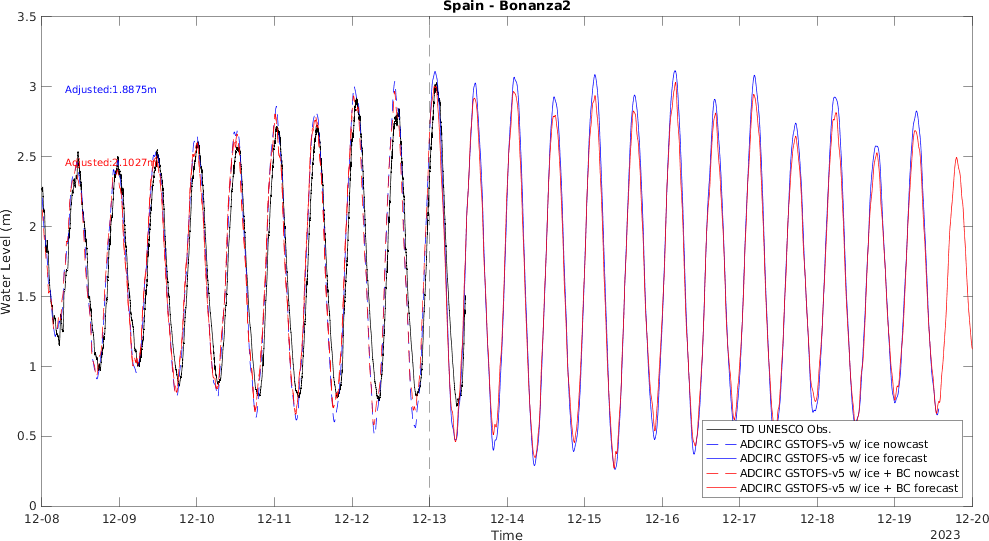 Spain - Bonanza2
3.5
3
2.5
2
1.5
1
0.5
0
Water Level (m)
Adjusted:1.8875m
Adjusted:2.1027m
TD UNESCO Obs.
ADCIRC GSTOFS-v5 w/ ice nowcast
ADCIRC GSTOFS-v5 w/ ice forecast
ADCIRC GSTOFS-v5 w/ ice + BC nowcast
ADCIRC GSTOFS-v5 w/ ice + BC forecast
12-08 12-09 12-10 12-11 12-12 12-13 12-14 12-15 12-16 12-17 12-18 12-19 12-20
Time
2023